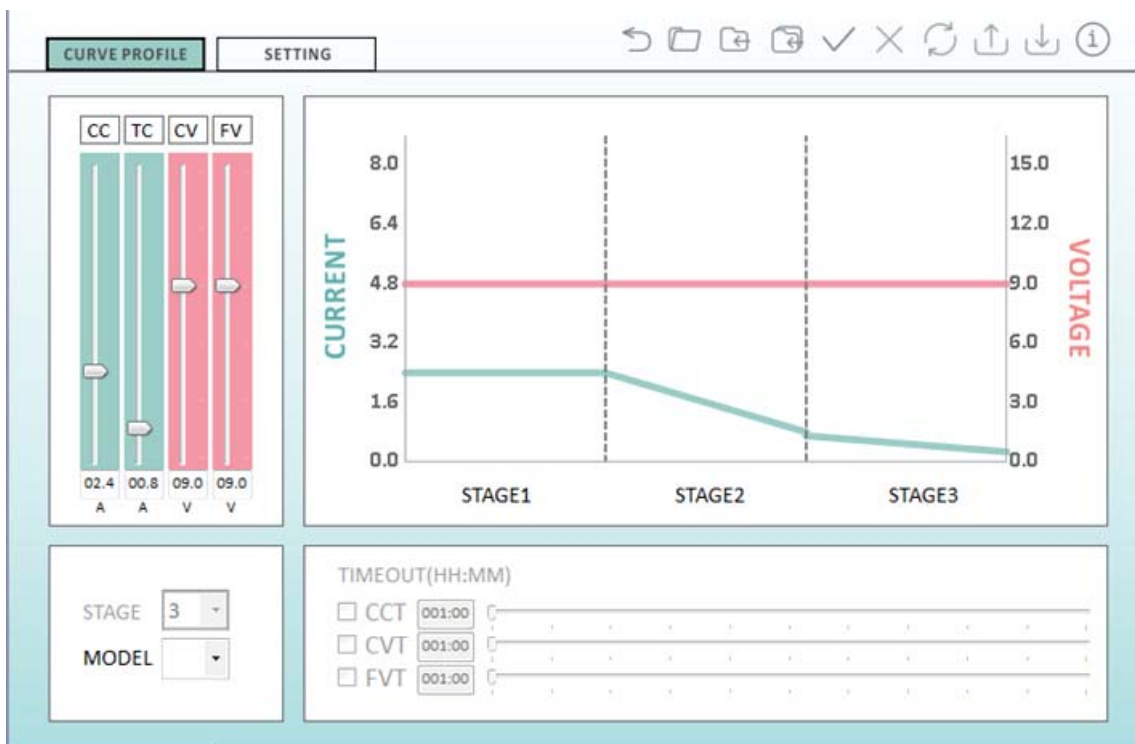 CURVE PROFILE SETTING
CC TC CV FV
02.4 00.8 09.0 09.0
A A V V
CURRENT
8.0
6.4
4.8
3.2
1.6
0.0
15.0
12.0
9.0
6.0
3.0
0.0
VOLTAGE
STAGE1 STAGE2 STAGE3
STAGE 3
MODEL
TIMEOUT(HH:MM)
CCT 001:00
CVT 001:00
FVT 001:00